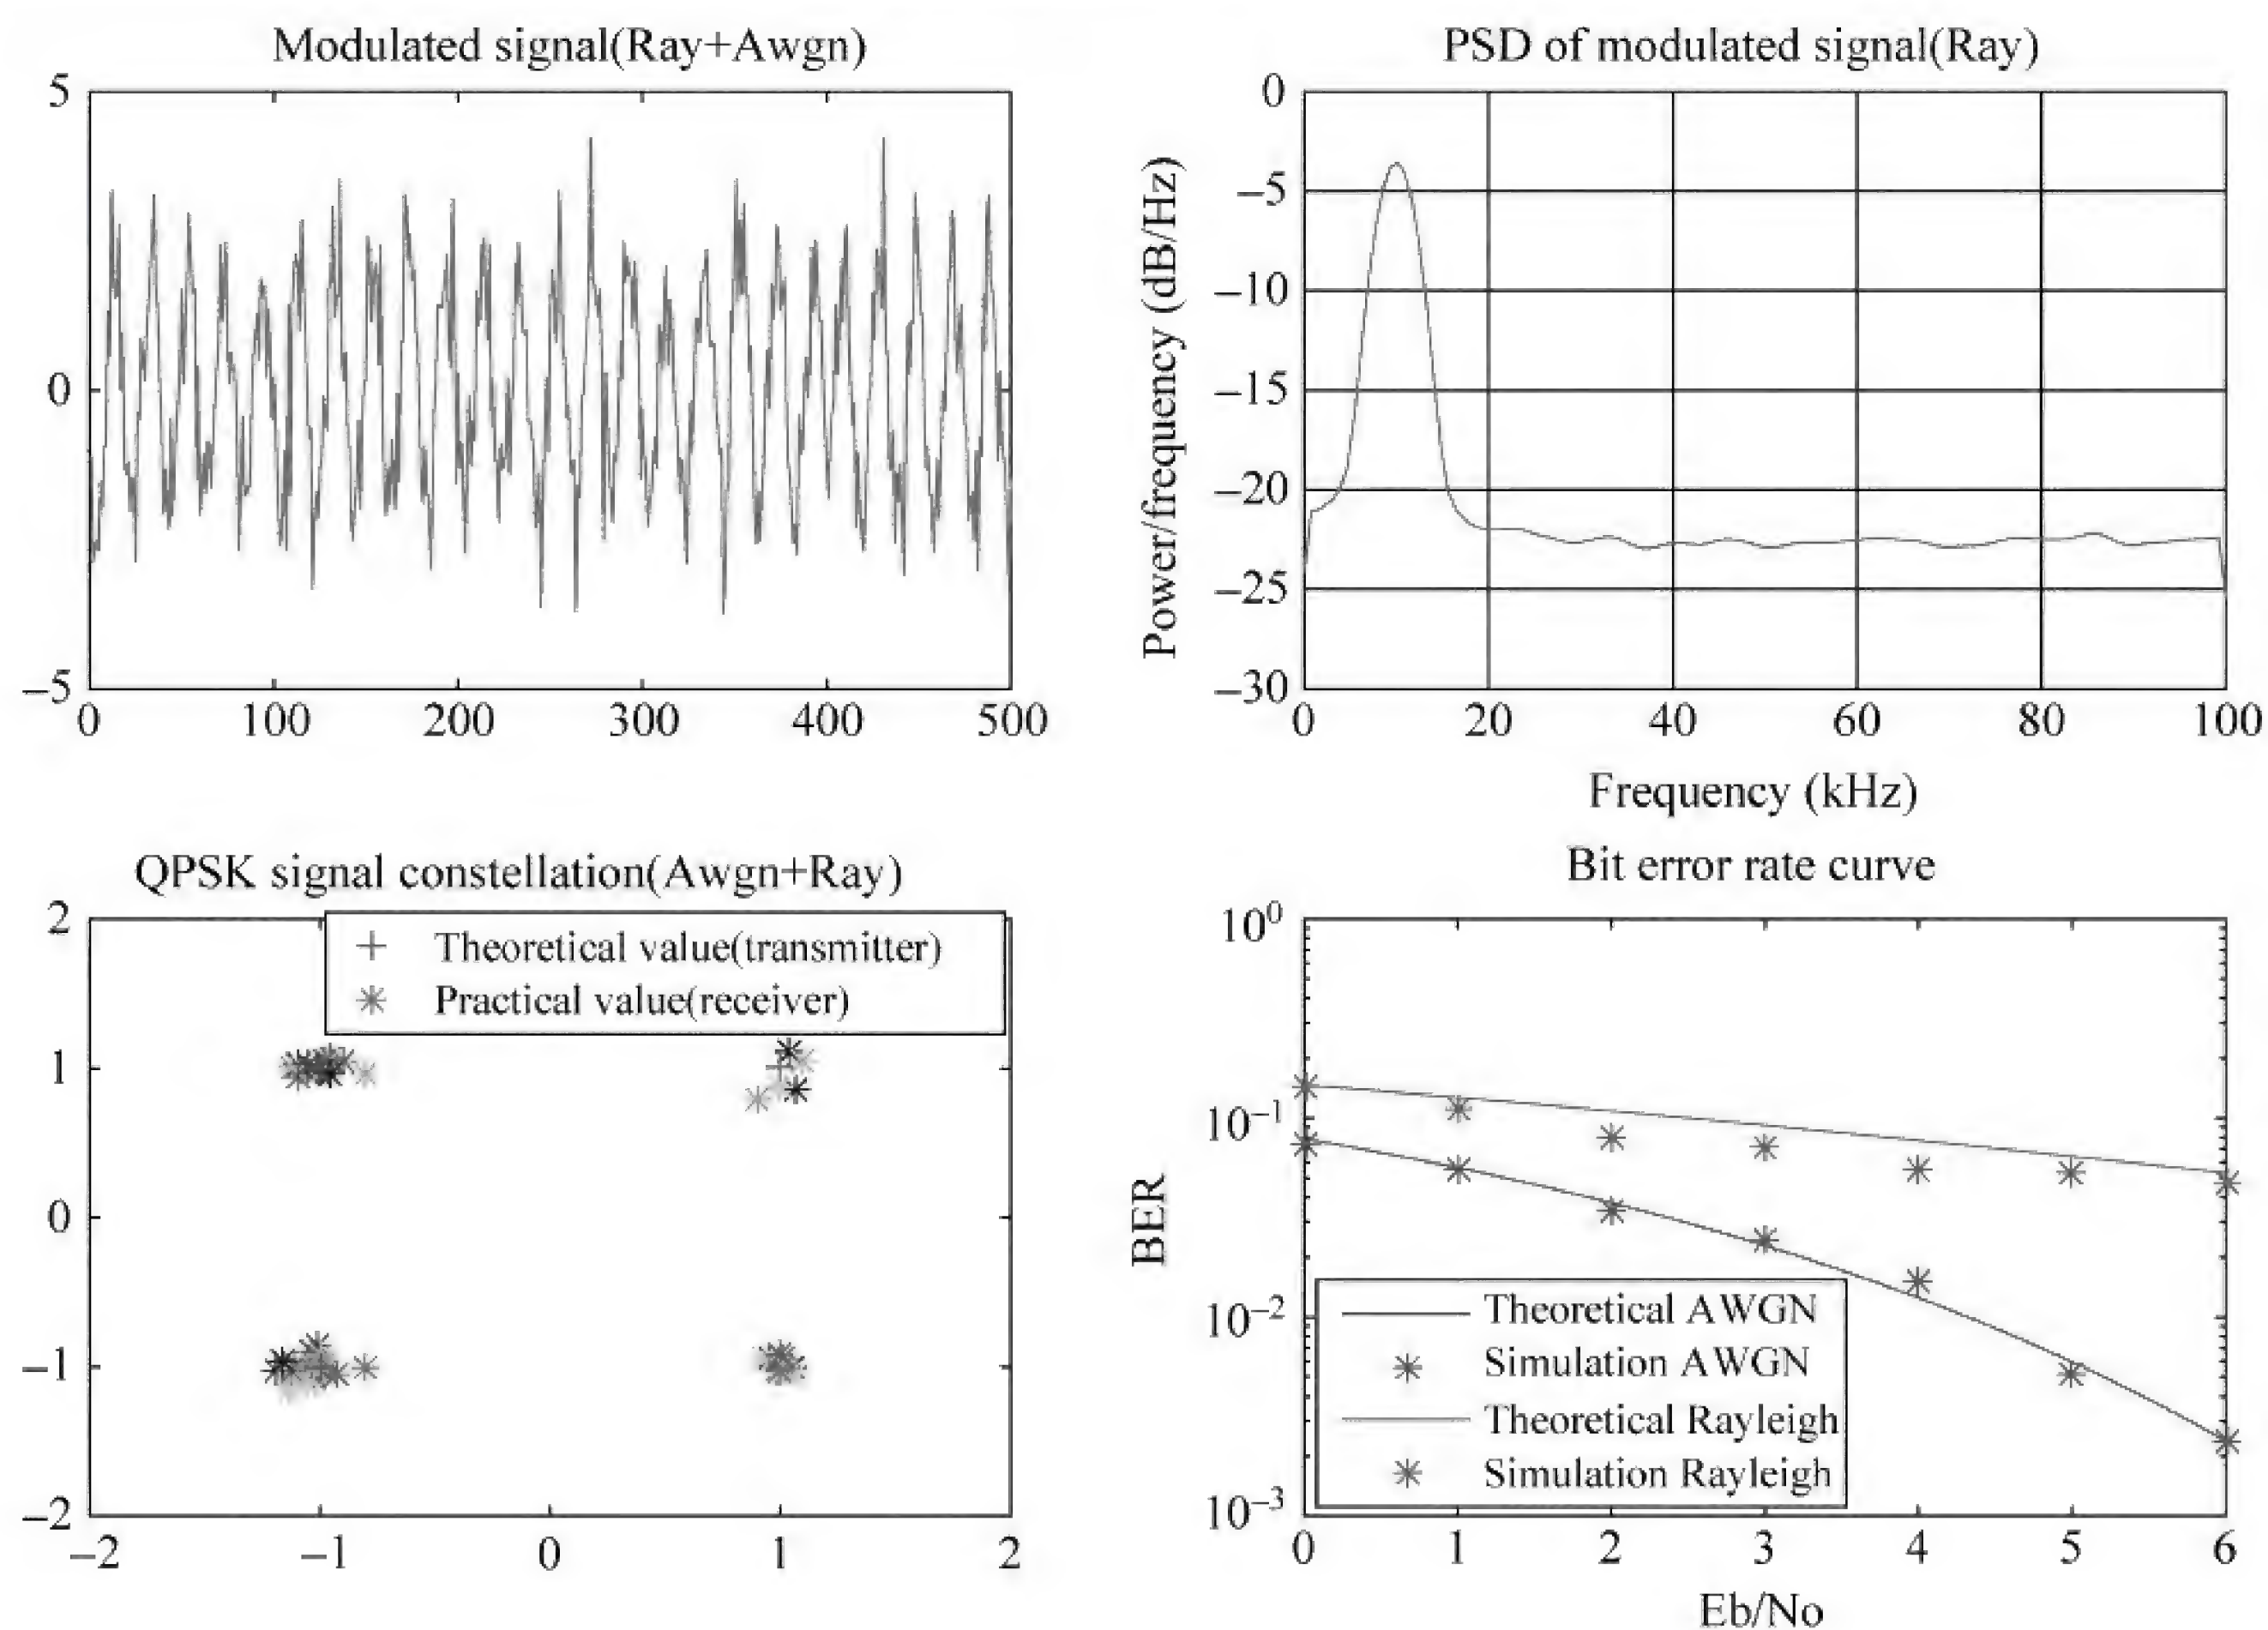 Modulated signal(Ray+Awgn)
5
0
−5
0 100 200 300 400 500
PSD of modulated signal(Ray)
Power/frequency (dB/Hz)
0
−5
−10
−15
−20
−25
−30
0 20 40 60 80 100
Frequency (kHz)
QPSK signal constellation(Awgn+Ray)
2
1
0
−1
−2
Theoretical value(transmitter)
Practical value(receiver)
−2 −1 0 1 2
Bit error rate curve
BER
10⁰
10⁻¹
10⁻²
10⁻³
Theoretical AWGN
Simulation AWGN
Theoretical Rayleigh
Simulation Rayleigh
0 1 2 3 4 5 6
Eb/No